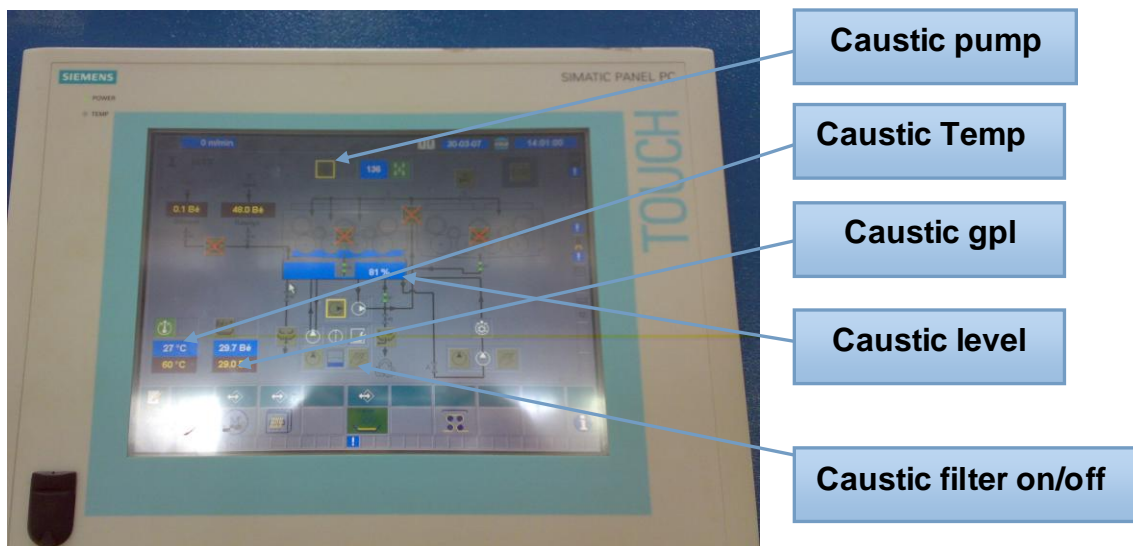 Caustic pump
SIEMENS
SIMATIC PANEL PC
POWER
TEMP
TOUCH
0 m/min
30-03-07
14:01:00
136
Caustic Temp
0.1 Bé
49.0 Bé
Caustic gpl
81 %
Caustic level
27 °C
29.7 Bé
60 °C
29.0
Caustic filter on/off